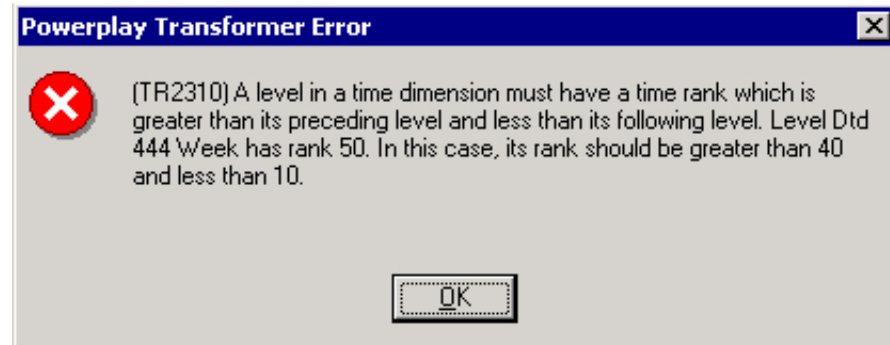 Powerplay Transformer Error
(TR2310) A level in a time dimension must have a time rank which is
greater than its preceding level and less than its following level. Level Dtd
444 Week has rank 50. In this case, its rank should be greater than 40
and less than 10.
OK